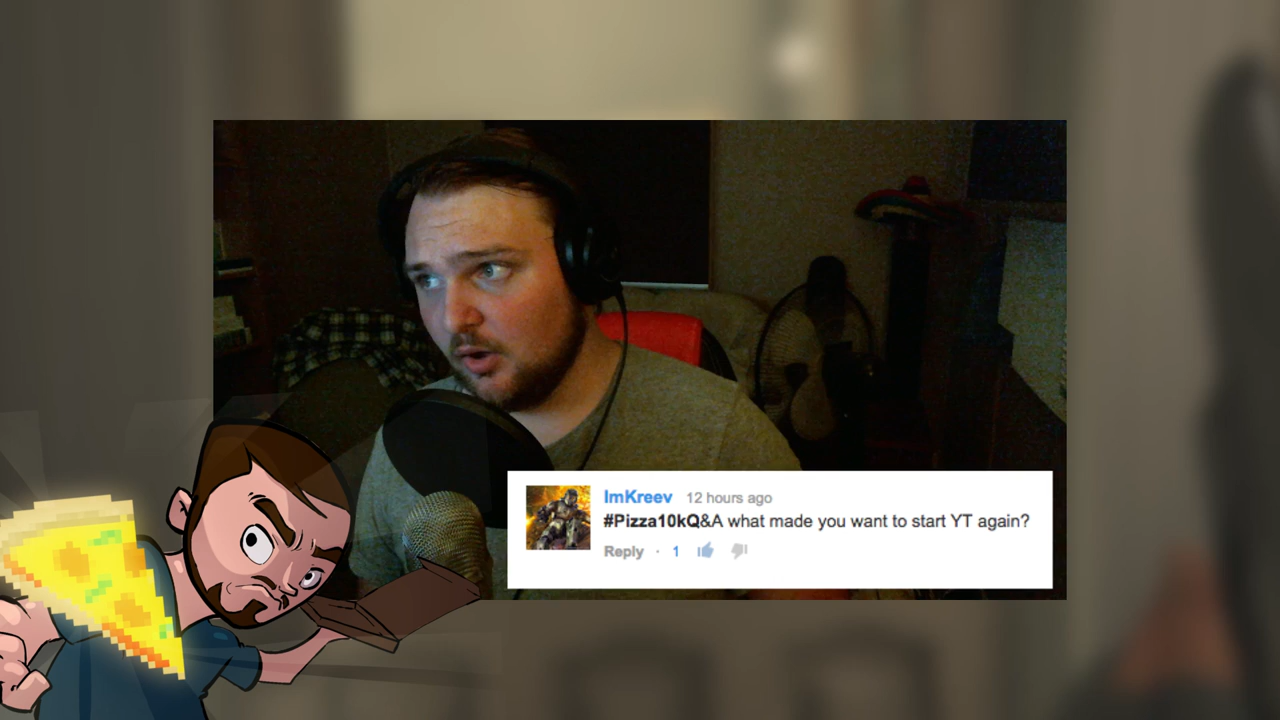 ImKreev 12 hours ago
#Pizza10kQ&A what made you want to start YT again?
Reply · 1